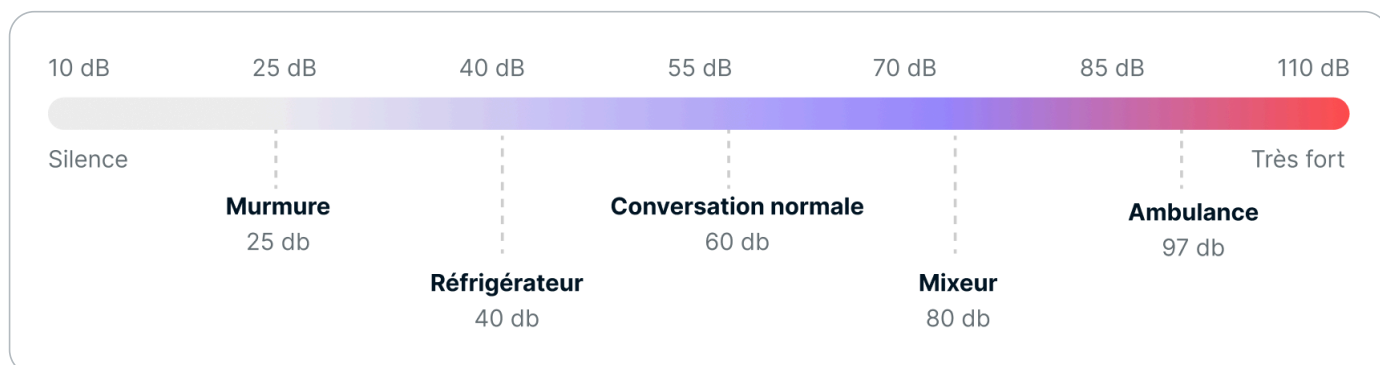 10 dB 25 dB 40 dB 55 dB 70 dB 85 dB 110 dB
Silence Très fort
Murmure Conversation normale Ambulance
25 db 60 db 97 db
Réfrigérateur Mixeur
40 db 80 db